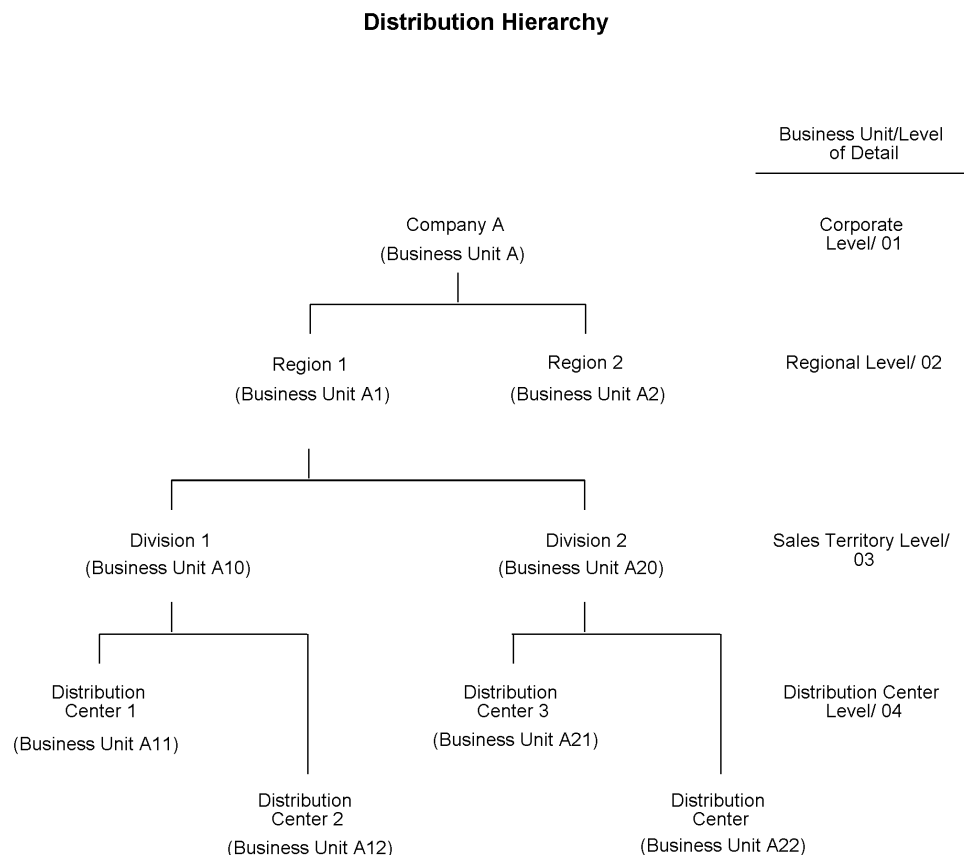 Distribution Hierarchy
Business Unit/Level
of Detail
Company A
(Business Unit A)
Corporate
Level/ 01
Region 1
(Business Unit A1)
Region 2
(Business Unit A2)
Regional Level/ 02
Division 1
(Business Unit A10)
Division 2
(Business Unit A20)
Sales Territory Level/
03
Distribution
Center 1
(Business Unit A11)
Distribution
Center 3
(Business Unit A21)
Distribution Center
Level/ 04
Distribution
Center 2
(Business Unit A12)
Distribution
Center
(Business Unit A22)